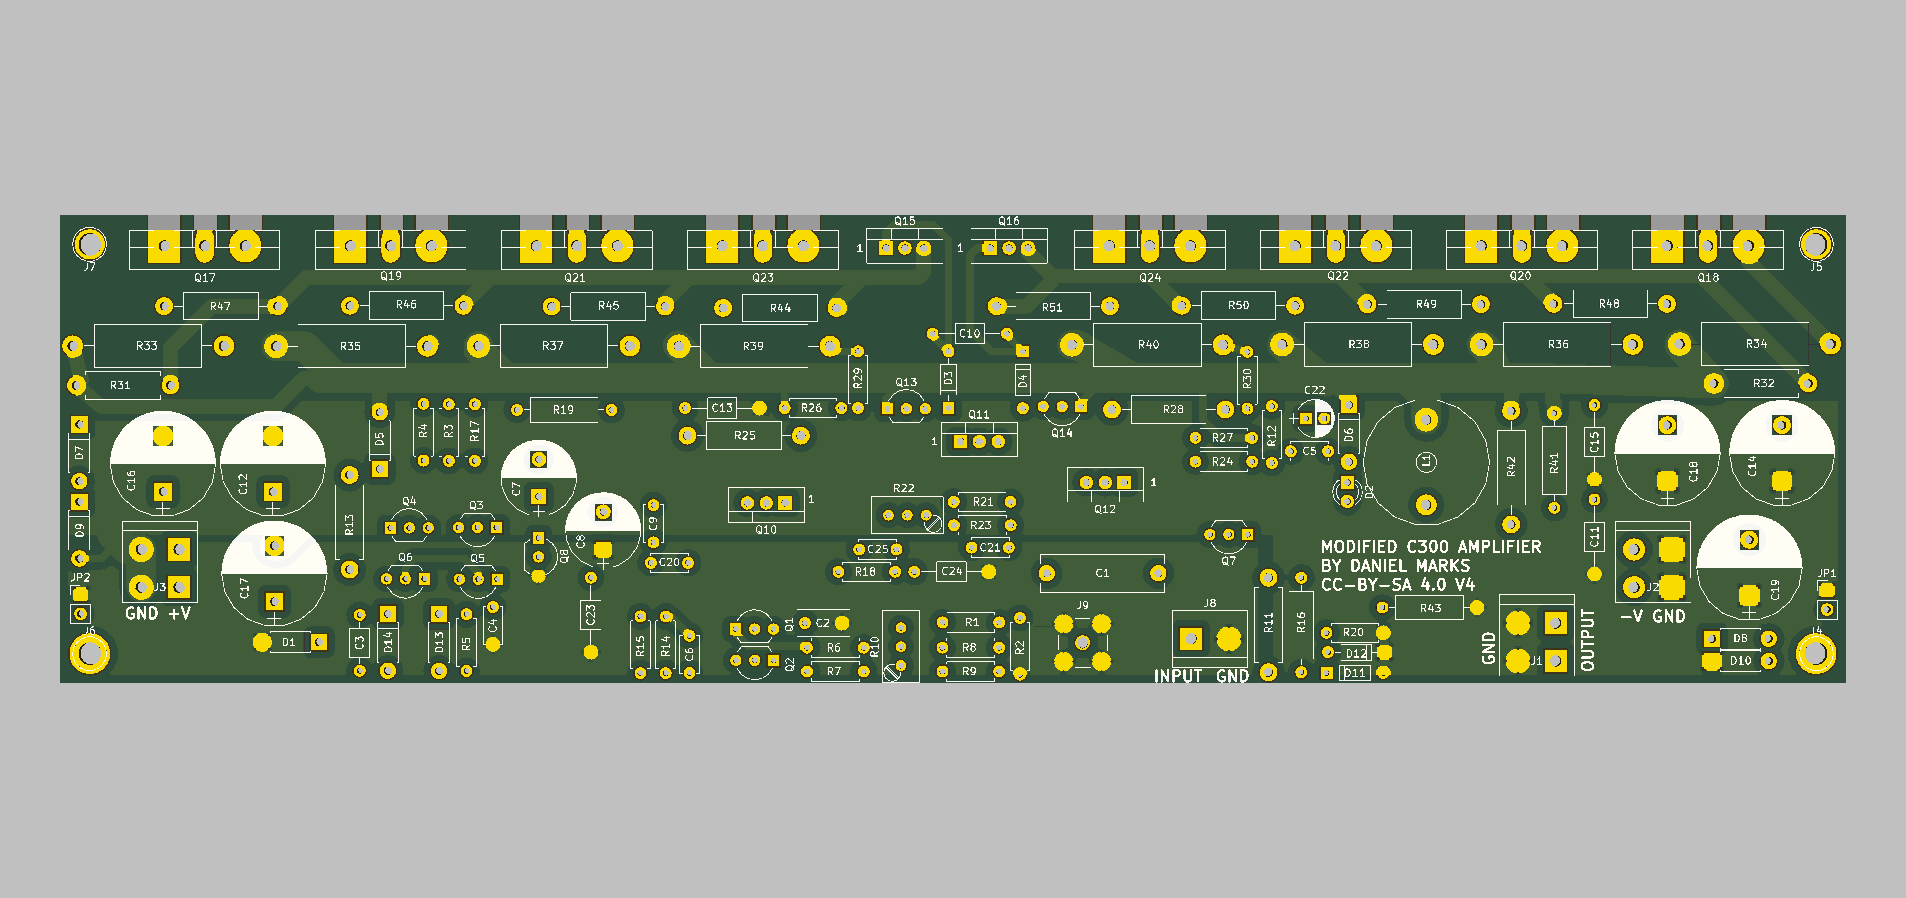 Q15 Q16
J7 Q17 Q19 Q21 Q23 1 1 Q24 Q22 Q20 Q18 J5
R47 R46 R45 R44 R51 R50 R49 R48
R33 R35 R37 R39 C10 R40 R38 R36 R34
R31 R29 Q13 D3 D4 R30 C22 R32
D5 R4 R3 R17 R19 C13 R26 Q11 Q14 R28 R12 D6
D7 C16 C12 R25 1 R27 R24 C5 L1 R42 R41 C15 C18 C14
C7 R22 R21 Q12 1 D2
D9 R13 Q4 Q3 C8 C9 Q10 1 R23 Q7 C11
Q6 Q5 Q8 C20 C25 C21
MODIFIED C300 AMPLIFIER
BY DANIEL MARKS
CC-BY-SA 4.0 V4
JP2 J3 C17 R18 C24 C1 J2 C19 JP1
GND +V
C23 J9 J8 R11 R16 R43 -V GND
J6 D1 C3 D14 D13 R5 C4 R15 R14 C6 Q1 C2 R10 R1 R2 R20 GND J1 OUTPUT D8 J4
Q2 R6 R8 D12 D10
R7 R9 INPUT GND D11